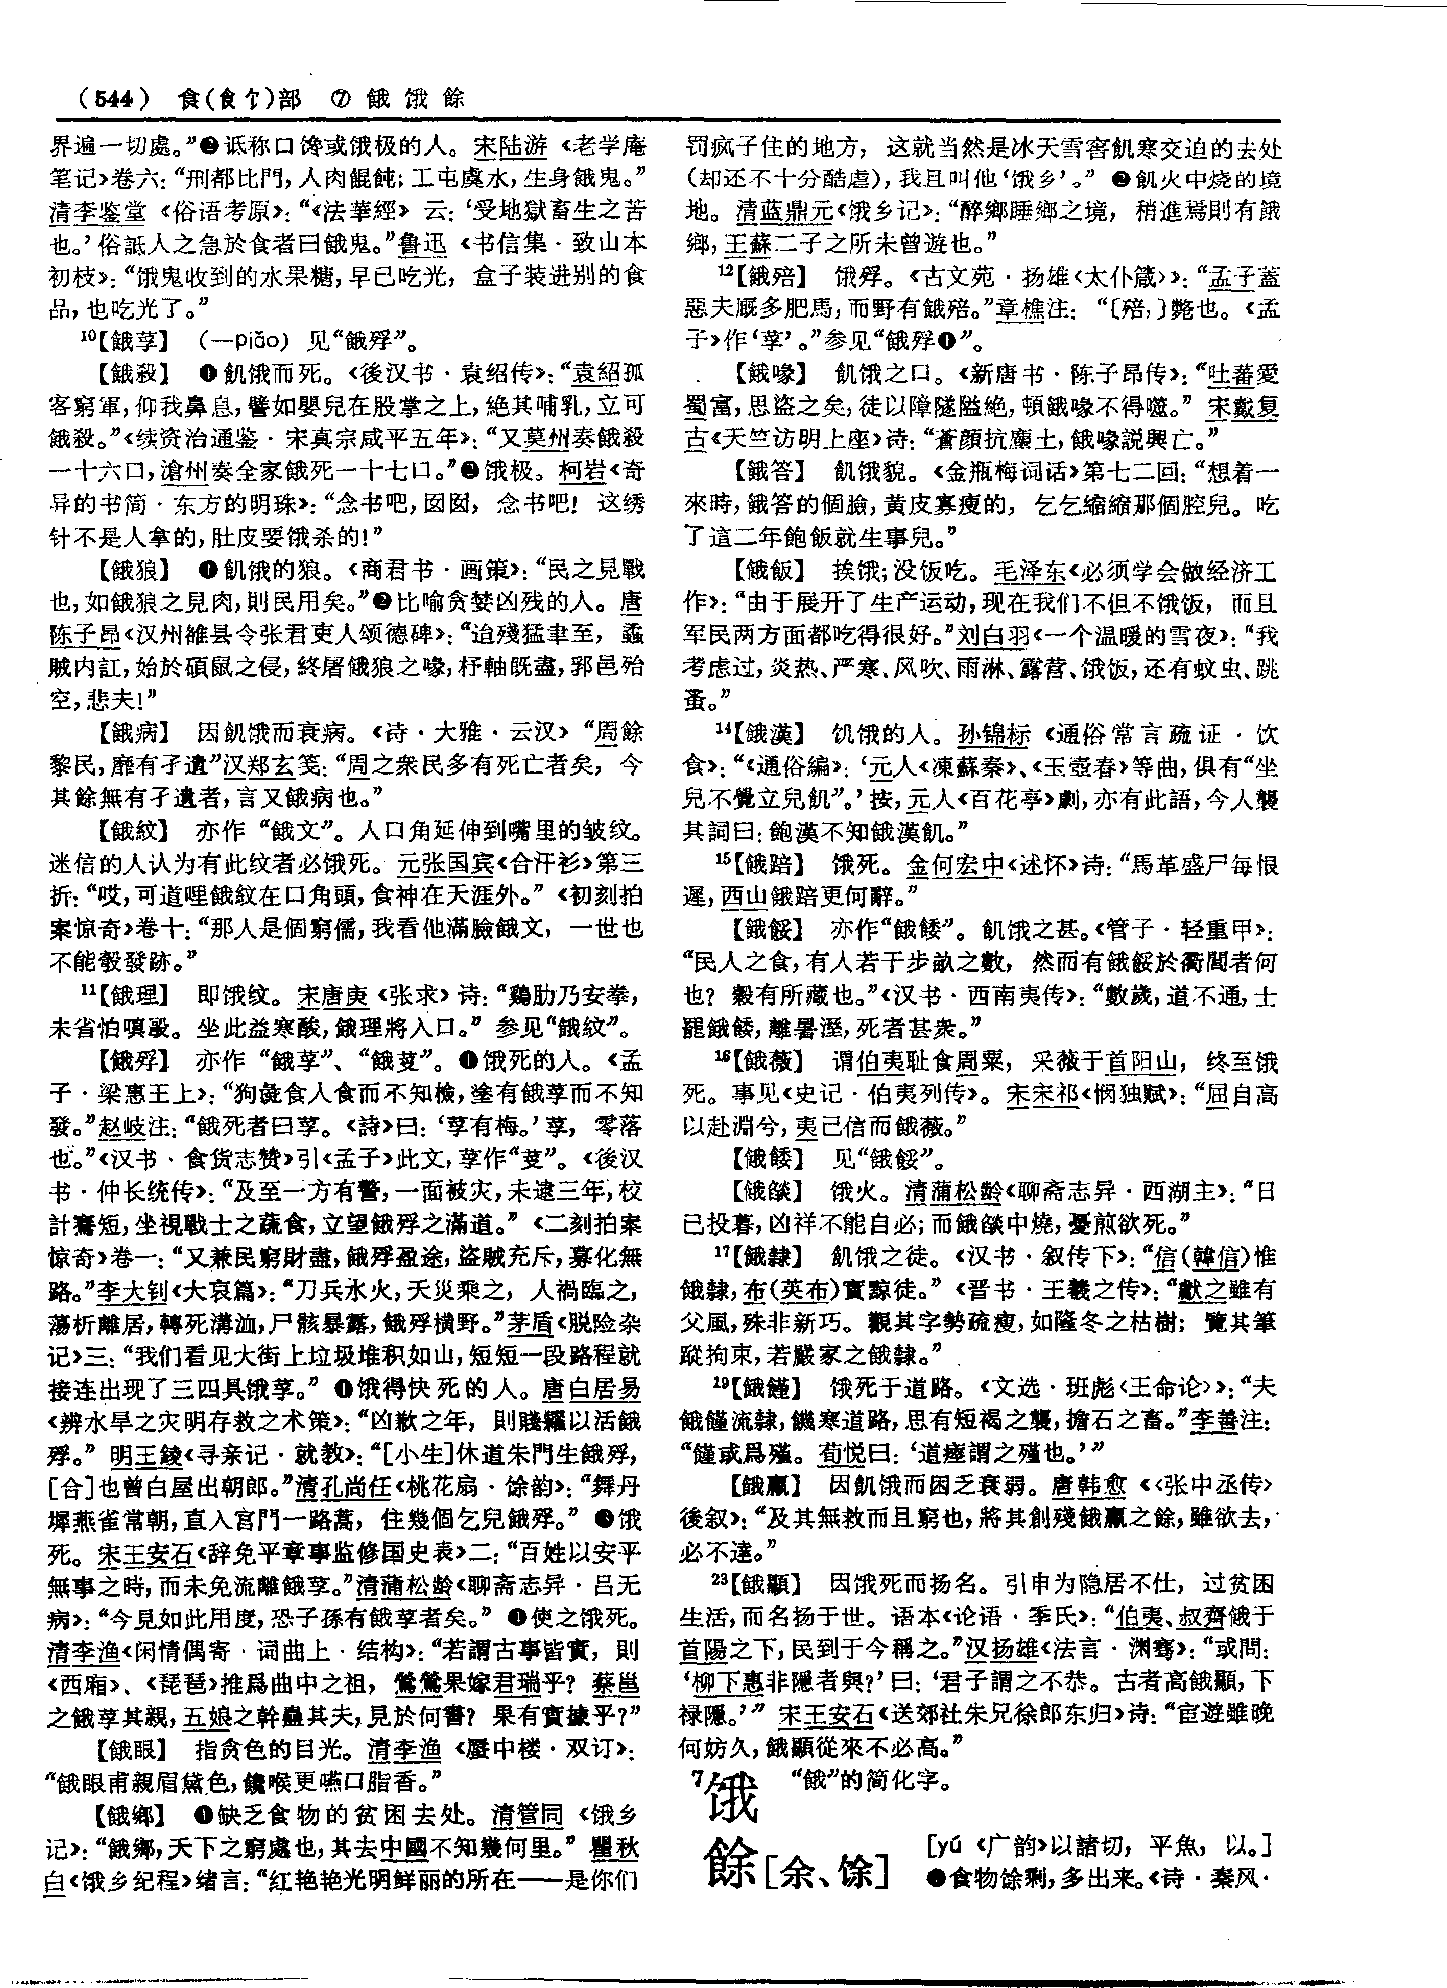 （544） 食(飠饣)部 ⑦ 餓 饿 餘
界遍一切處。”❷诋称口馋或饿极的人。宋陆游《老学庵
笔记》卷六：“刑都比門，人肉餛飩；工屯虞水，生身餓鬼。”
清李鉴堂《俗语考原》：“《法華經》云：‘受地獄畜生之苦
也。’俗詆人之急於食者曰餓鬼。”鲁迅《书信集·致山本
初枝》：“饿鬼收到的水果糖，早已吃光，盒子装进别的食
品，也吃光了。”
10【餓莩】（—piǎo）见“餓殍”。
【餓殺】 ❶飢饿而死。《後汉书·袁绍传》：“袁紹孤
客窮軍，仰我鼻息，譬如嬰兒在股掌之上，絶其哺乳，立可
餓殺。”《续资治通鉴·宋真宗咸平五年》：“又莫州奏餓殺
一十六口，滄州奏全家餓死一十七口。”❷饿极。柯岩《奇
异的书简·东方的明珠》：“念书吧，囡囡，念书吧！这绣
针不是人拿的，肚皮要饿杀的！”
【餓狼】 ❶飢饿的狼。《商君书·画策》：“民之見戰
也，如餓狼之見肉，則民用矣。”❷比喻贪婪凶残的人。唐
陈子昂《汉州雒县令张君吏人颂德碑》：“迨殘猛聿至，蟊
賊内訌，始於碩鼠之侵，終屠餓狼之喙，杼軸既盡，郛邑殆
空，悲夫！”
【餓病】 因飢饿而衰病。《诗·大雅·云汉》“周餘
黎民，靡有孑遺”汉郑玄笺：“周之衆民多有死亡者矣，今
其餘無有孑遺者，言又餓病也。”
【餓紋】 亦作“餓文”。人口角延伸到嘴里的皱纹。
迷信的人认为有此纹者必饿死。元张国宾《合汗衫》第三
折：“哎，可道哩餓紋在口角頭，食神在天涯外。”《初刻拍
案惊奇》卷十：“那人是個窮儒，我看他滿臉餓文，一世也
不能彀發跡。”
11【餓理】 即饿纹。宋唐庚《张求》诗：“鷄肋乃安拳，
未省怕嗔毆。坐此益寒酸，餓理將入口。”参见“餓紋”。
【餓殍】 亦作“餓莩”、“餓荽”。❶饿死的人。《孟
子·梁惠王上》：“狗彘食人食而不知檢，塗有餓莩而不知
發。”赵岐注：“餓死者曰莩。《詩》曰：‘莩有梅。’莩，零落
也。”《汉书·食货志赞》引《孟子》此文，莩作“荽”。《後汉
书·仲长统传》：“及至一方有警，一面被灾，未逮三年，校
計騫短，坐視戰士之蔬食，立望餓殍之滿道。”《二刻拍案
惊奇》卷一：“又兼民窮財盡，餓殍盈途，盜賊充斥，募化無
路。”李大钊《大哀篇》：“刀兵水火，天災乘之，人禍臨之，
蕩析離居，轉死溝洫，尸骸暴露，餓殍横野。”茅盾《脱险杂
记》三：“我们看见大街上垃圾堆积如山，短短一段路程就
接连出现了三四具饿莩。”❷饿得快死的人。唐白居易
《辨水旱之灾明存救之术策》：“凶歉之年，則賤糶以活餓
殍。”明王錂《寻亲记·就教》：“[小生]休道朱門生餓殍，
[合]也曾白屋出朝郎。”清孔尚任《桃花扇·馀韵》：“舞丹
墀燕雀常朝，直入宫門一路蒿，住幾個乞兒餓殍。”❸饿
死。宋王安石《辞免平章事监修国史表》二：“百姓以安平
無事之時，而未免流離餓莩。”清蒲松龄《聊斋志异·吕无
病》：“今見如此用度，恐子孫有餓莩者矣。”❹使之饿死。
清李渔《闲情偶寄·词曲上·结构》：“若謂古事皆實，則
《西廂》、《琵琶》推爲曲中之祖，鶯鶯果嫁君瑞乎？蔡邕
之餓莩其親，五娘之幹蠱其夫，見於何書？果有實據乎？”
【餓眼】 指贪色的目光。清李渔《蜃中楼·双订》：
“餓眼甫親眉黛色，饞喉更嚥口脂香。”
【餓鄉】 ❶缺乏食物的贫困去处。清管同《饿乡
记》：“餓鄉，天下之窮處也，其去中國不知幾何里。”瞿秋
白《饿乡纪程》绪言：“红艳艳光明鲜丽的所在——是你们
罚疯子住的地方，这就当然是冰天雪窖飢寒交迫的去处
（却还不十分酷虐），我且叫他‘饿乡’。”❷飢火中烧的境
地。清蓝鼎元《饿乡记》：“醉鄉睡鄉之境，稍進焉則有餓
鄉，王蘇二子之所未曾遊也。”
12【餓殕】 饿殍。《古文苑·扬雄〈太仆箴〉》：“孟子蓋
惡夫厩多肥馬，而野有餓殕。”章樵注：“〔殕，〕斃也。《孟
子》作‘莩’。”参见“餓殍❶”。
【餓喙】 飢饿之口。《新唐书·陈子昂传》：“吐蕃愛
蜀富，思盜之矣，徒以障隧隘絶，頓餓喙不得噬。”宋戴复
古《天竺访明上座》诗：“蒼顔抗塵土，餓喙説興亡。”
【餓答】 飢饿貌。《金瓶梅词话》第七二回：“想着一
來時，餓答的個臉，黄皮寡瘦的，乞乞縮縮那個腔兒。吃
了這二年飽飯就生事兒。”
【餓飯】 挨饿；没饭吃。毛泽东《必须学会做经济工
作》：“由于展开了生产运动，现在我们不但不饿饭，而且
军民两方面都吃得很好。”刘白羽《一个温暖的雪夜》：“我
考虑过，炎热、严寒、风吹、雨淋、露营、饿饭，还有蚊虫、跳
蚤。”
14【餓漢】 饥饿的人。孙锦标《通俗常言疏证·饮
食》：“《通俗編》：‘元人《凍蘇秦》、《玉壺春》等曲，俱有“坐
兒不覺立兒飢”。’按，元人《百花亭》劇，亦有此語，今人襲
其詞曰：飽漢不知餓漢飢。”
15【餓踣】 饿死。金何宏中《述怀》诗：“馬革盛尸每恨
遲，西山餓踣更何辭。”
【餓餒】 亦作“餓餧”。飢饿之甚。《管子·轻重甲》：
“民人之食，有人若干步畝之數，然而有餓餒於衢閭者何
也？穀有所藏也。”《汉书·西南夷传》：“數歲，道不通，士
罷餓餧，離暑溼，死者甚衆。”
16【餓薇】 谓伯夷耻食周粟，采薇于首阳山，终至饿
死。事见《史记·伯夷列传》。宋宋祁《悯独赋》：“屈自高
以赴淵兮，夷己信而餓薇。”
【餓餧】 见“餓餒”。
【餓燄】 饿火。清蒲松龄《聊斋志异·西湖主》：“日
已投暮，凶祥不能自必；而餓燄中燒，憂煎欲死。”
17【餓隸】 飢饿之徒。《汉书·叙传下》：“信(韓信)惟
餓隸，布(英布)實黥徒。”《晋书·王羲之传》：“獻之雖有
父風，殊非新巧。觀其字勢疏瘦，如隆冬之枯樹；覽其筆
蹤拘束，若嚴家之餓隸。”
19【餓饉】 饿死于道路。《文选·班彪〈王命论〉》：“夫
餓饉流隸，饑寒道路，思有短褐之襲，擔石之畜。”李善注：
“饉或爲殣。荀悦曰：‘道瘞謂之殣也。’”
【餓羸】 因飢饿而困乏衰弱。唐韩愈《〈张中丞传〉
後叙》：“及其無救而且窮也，將其創殘餓羸之餘，雖欲去，
必不達。”
23【餓顯】 因饿死而扬名。引申为隐居不仕，过贫困
生活，而名扬于世。语本《论语·季氏》：“伯夷、叔齊餓于
首陽之下，民到于今稱之。”汉扬雄《法言·渊骞》：“或問：
‘柳下惠非隱者與？’曰：‘君子謂之不恭。古者高餓顯，下
禄隱。’”宋王安石《送郊社朱兄徐郎东归》诗：“宦遊雖晚
何妨久，餓顯從來不必高。”
7饿 “餓”的简化字。
餘[余、馀] [yú 《广韵》以諸切，平魚，以。]
❶食物馀剩，多出来。《诗·秦风·